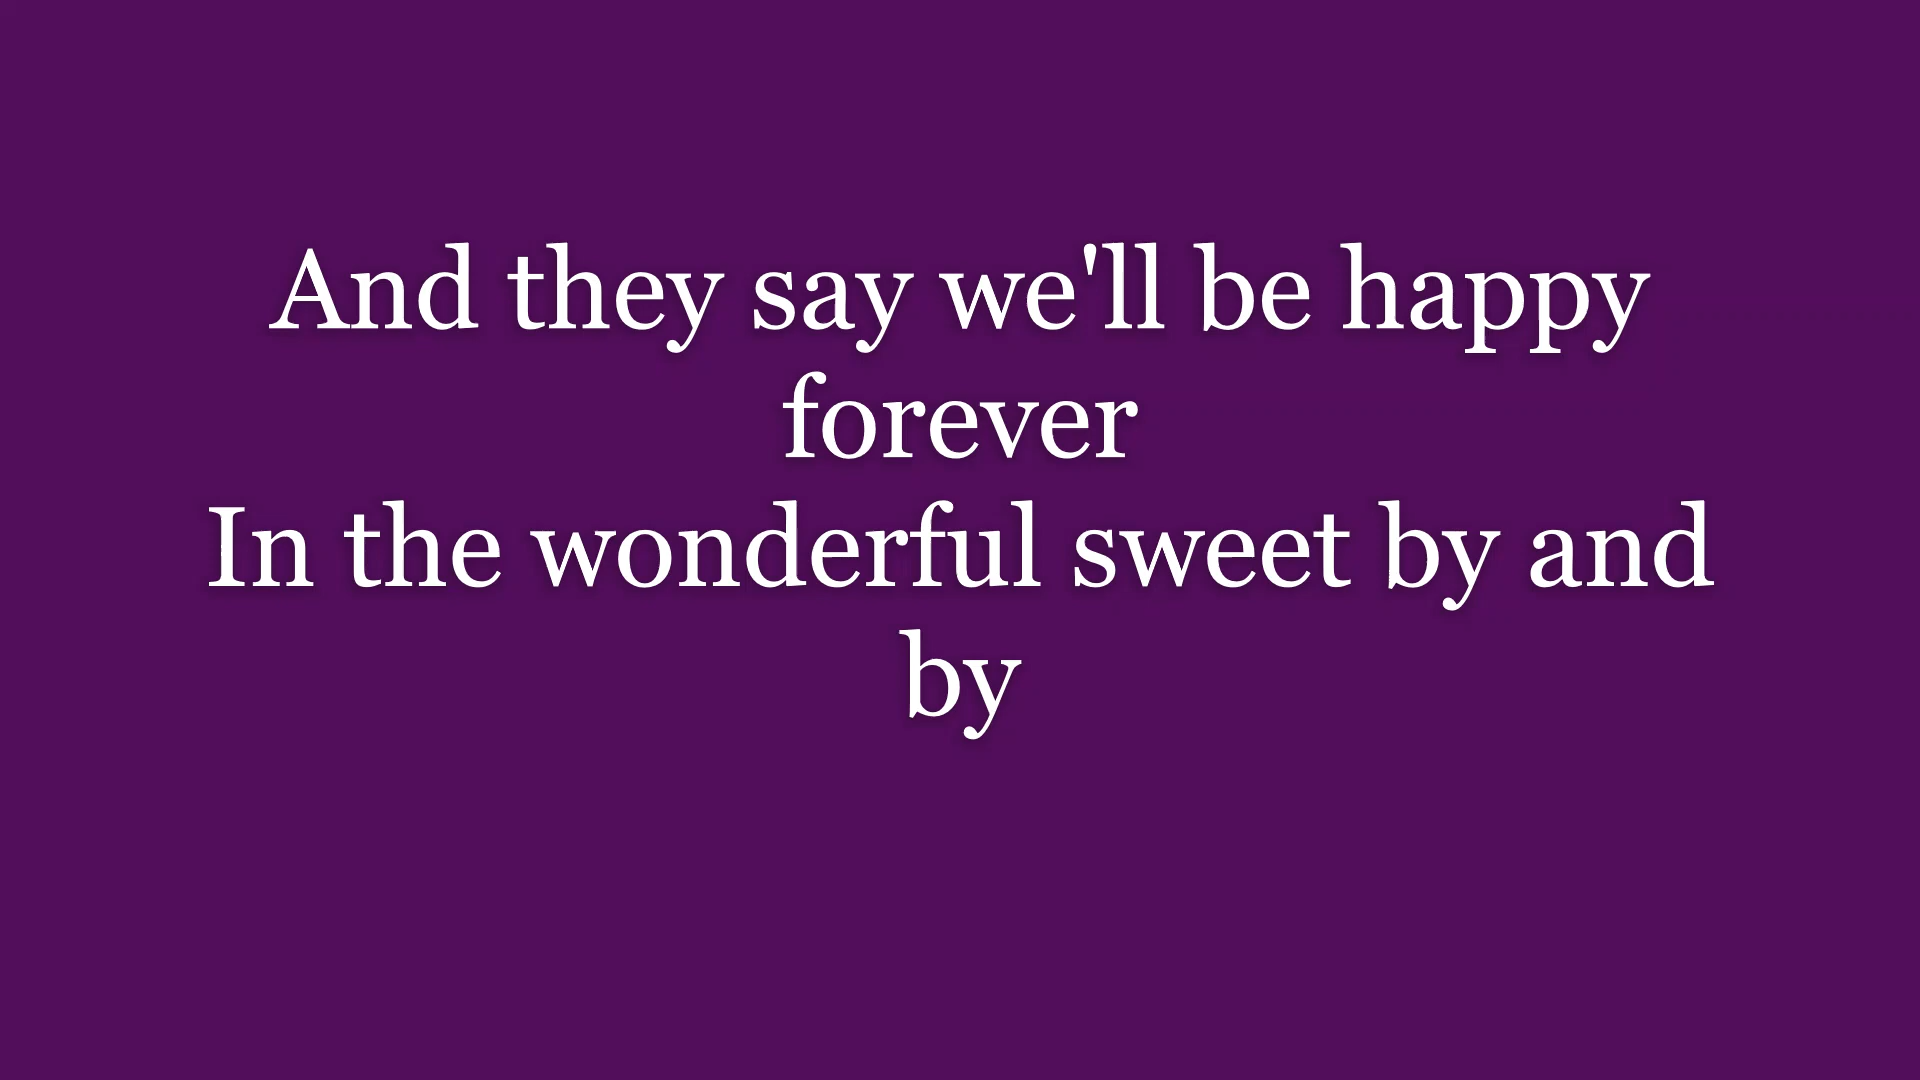 And they say we'll be happy
forever
In the wonderful sweet by and
by